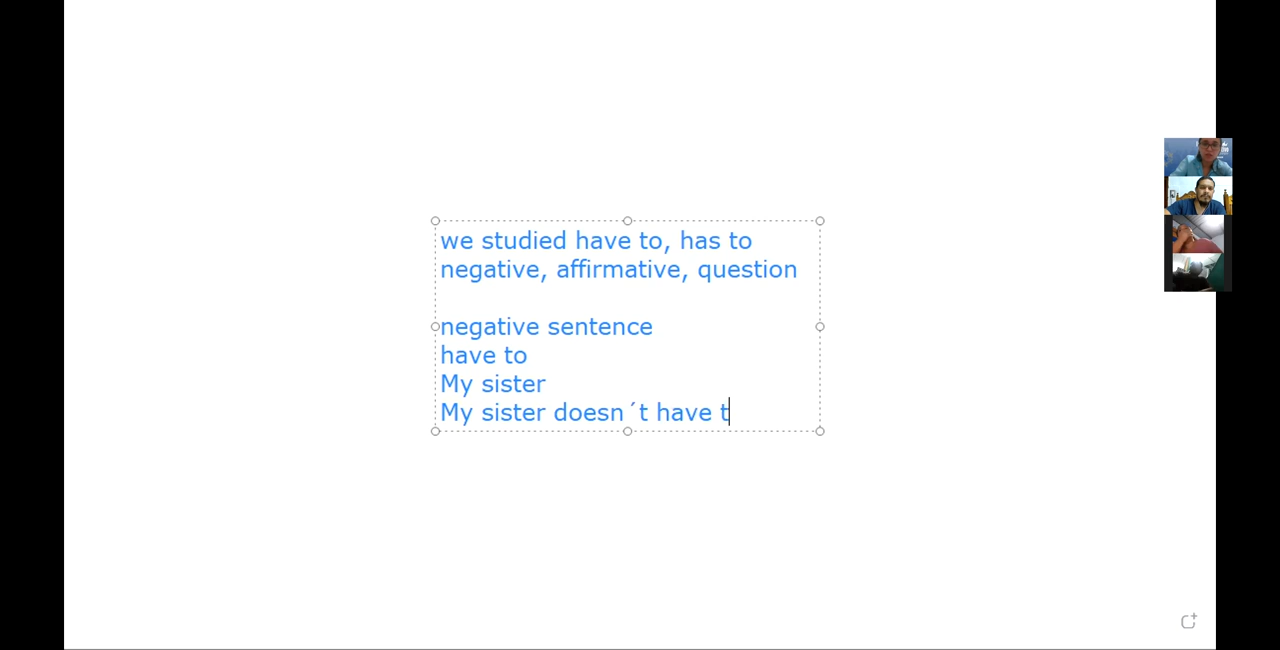 we studied have to, has to
negative, affirmative, question
negative sentence
have to
My sister
My sister doesn´t have t